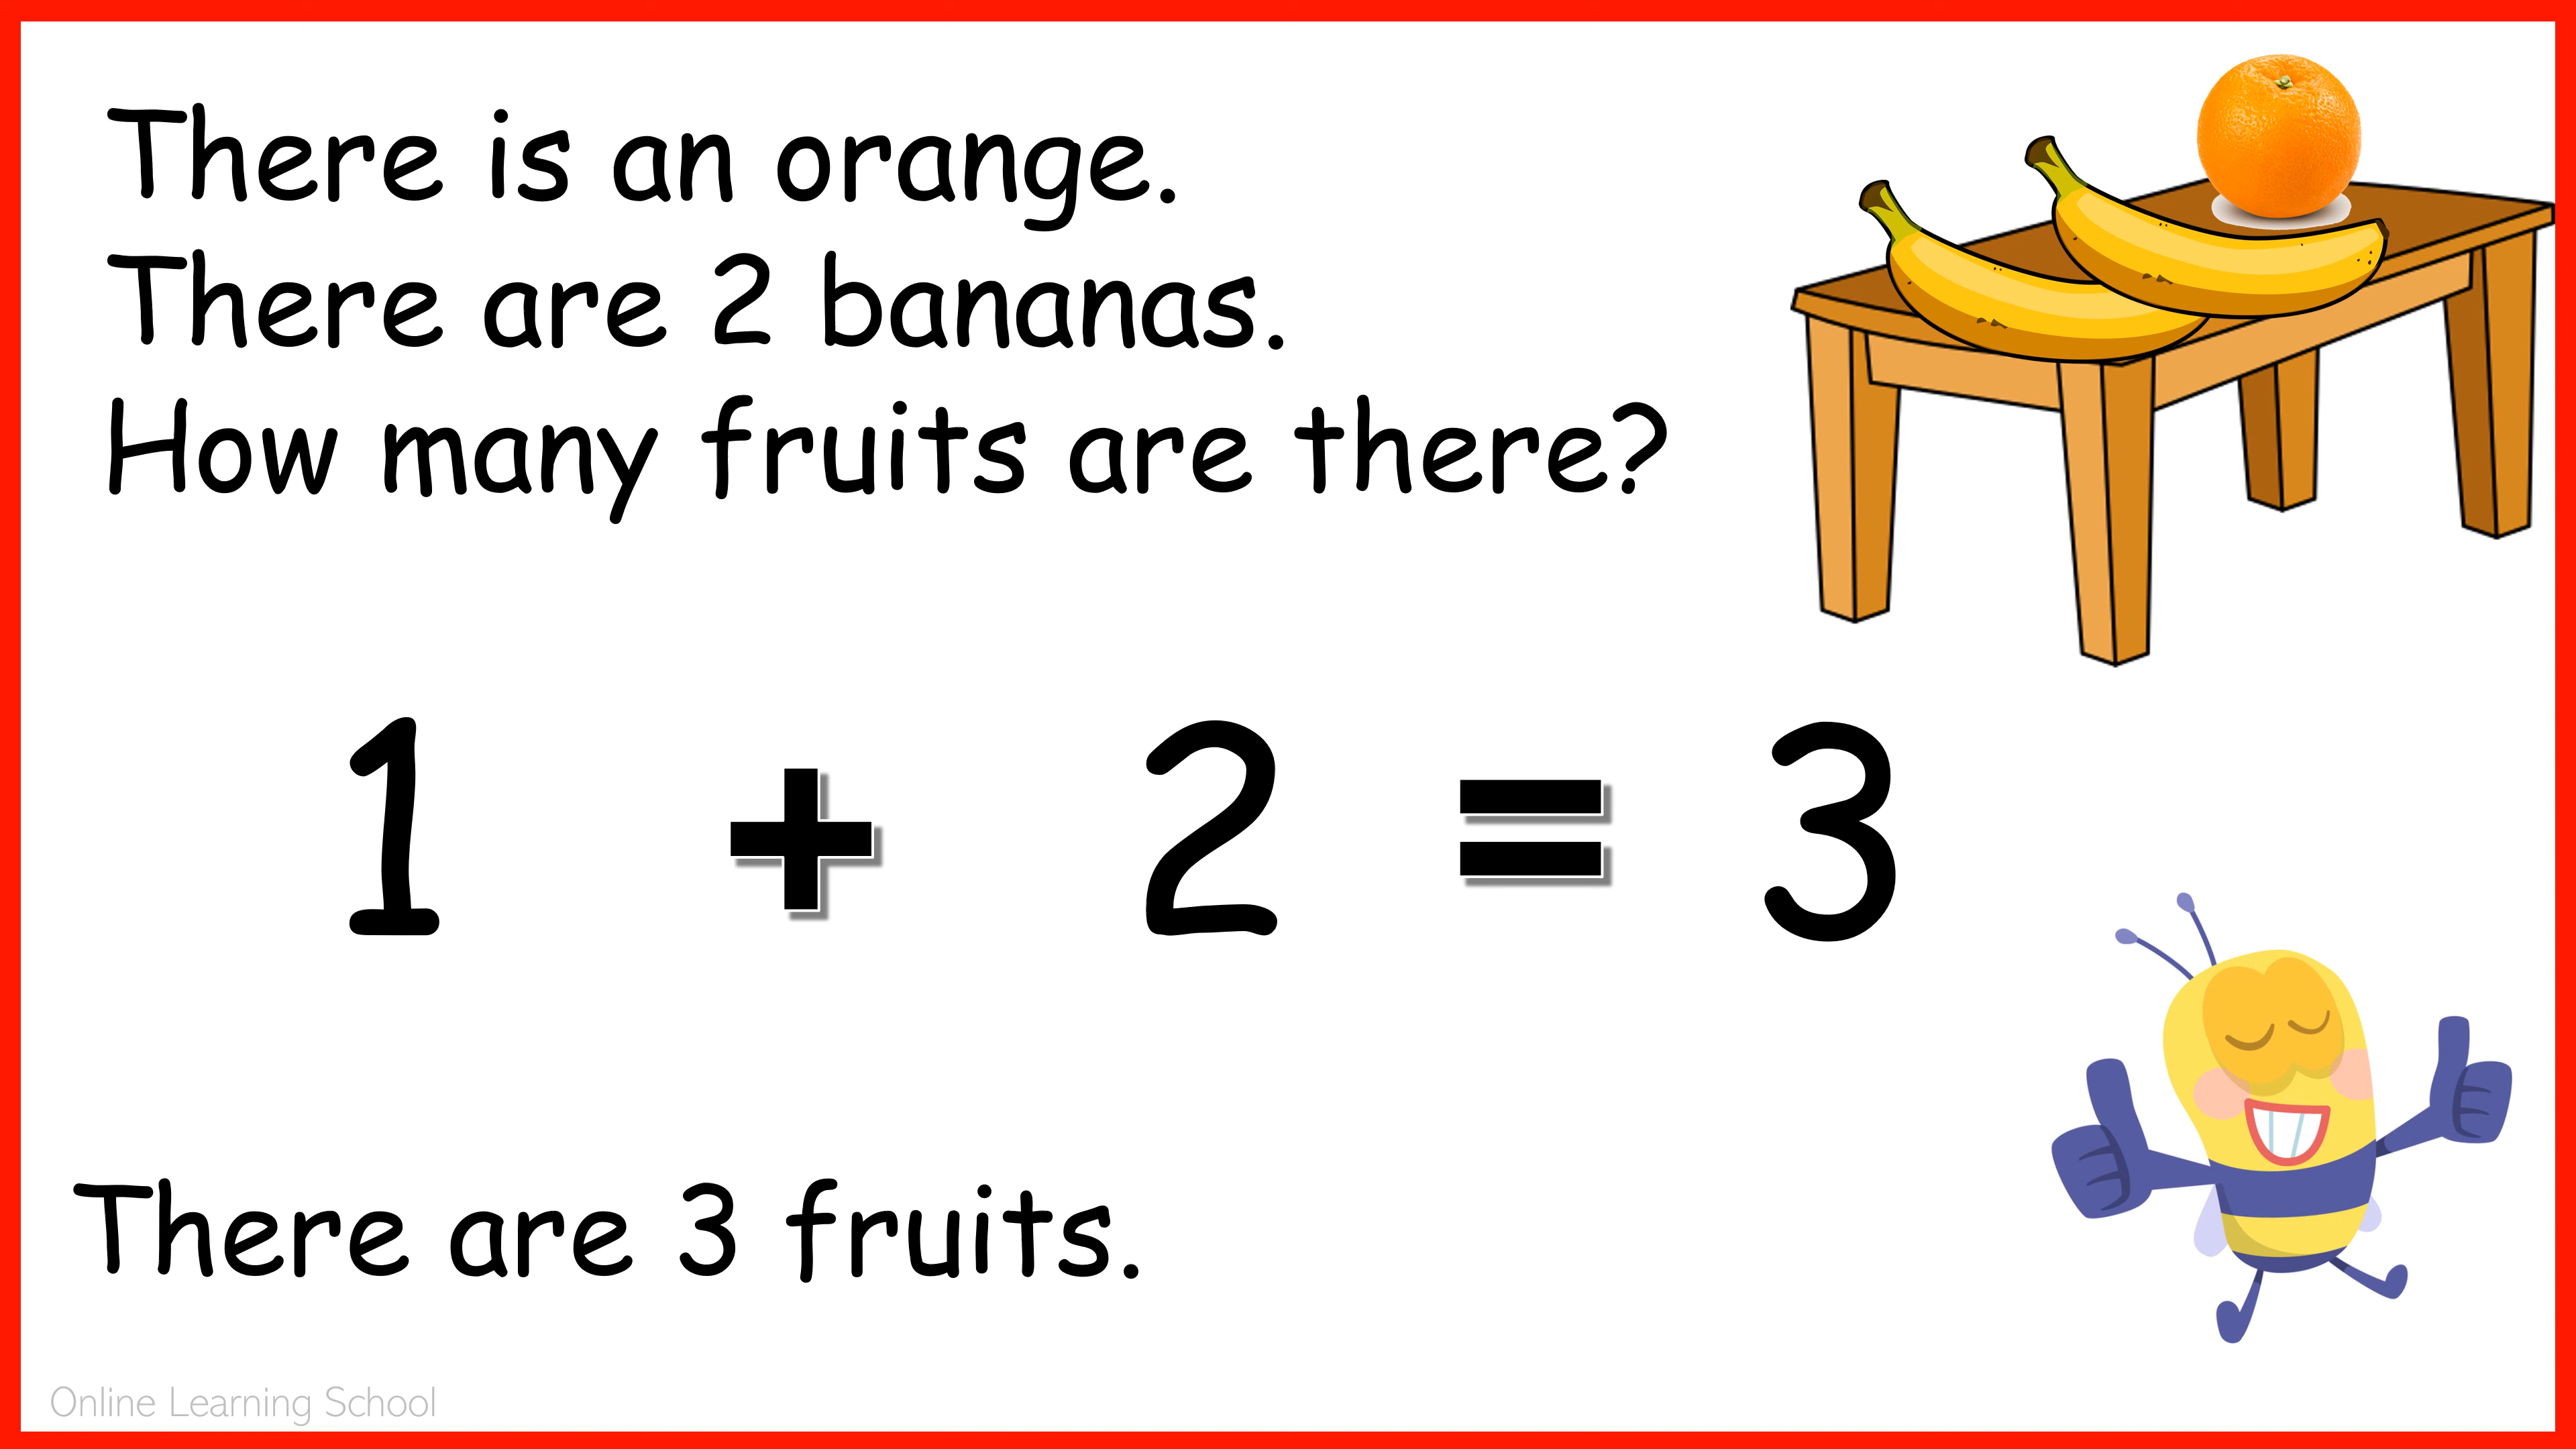 There is an orange.
There are 2 bananas.
How many fruits are there?
1 + 2 = 3
There are 3 fruits.
Online Learning School